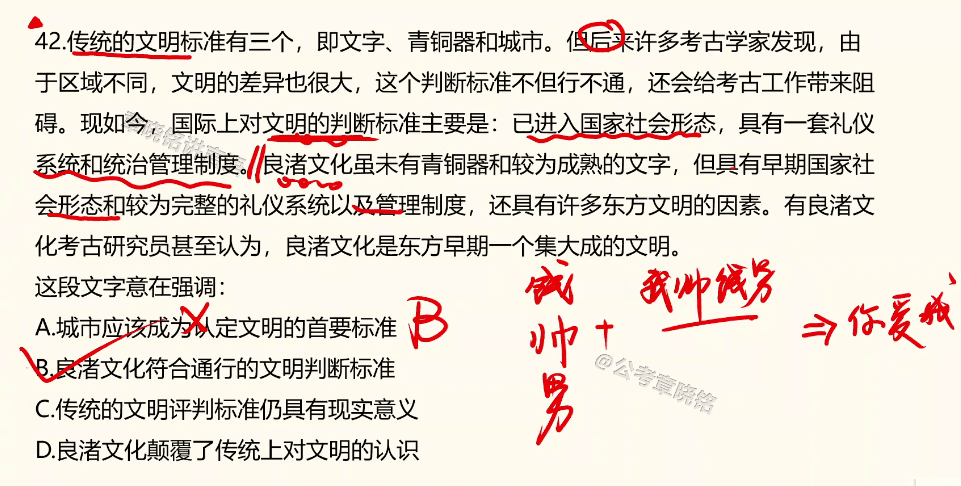 42.传统的文明标准有三个，即文字、青铜器和城市。但后来许多考古学家发现，由
于区域不同，文明的差异也很大，这个判断标准不但行不通，还会给考古工作带来阻
碍。现如今，国际上对文明的判断标准主要是：已进入国家社会形态，具有一套礼仪
系统和统治管理制度。良渚文化虽未有青铜器和较为成熟的文字，但具有早期国家社
会形态和较为完整的礼仪系统以及管理制度，还具有许多东方文明的因素。有良渚文
化考古研究员甚至认为，良渚文化是东方早期一个集大成的文明。
这段文字意在强调：
A.城市应该成为认定文明的首要标准
B.良渚文化符合通行的文明判断标准
C.传统的文明评判标准仍具有现实意义
D.良渚文化颠覆了传统上对文明的认识
B
钱
帅 +
男
我帅钱男
⇒ 你爱我
@公考章晓铭